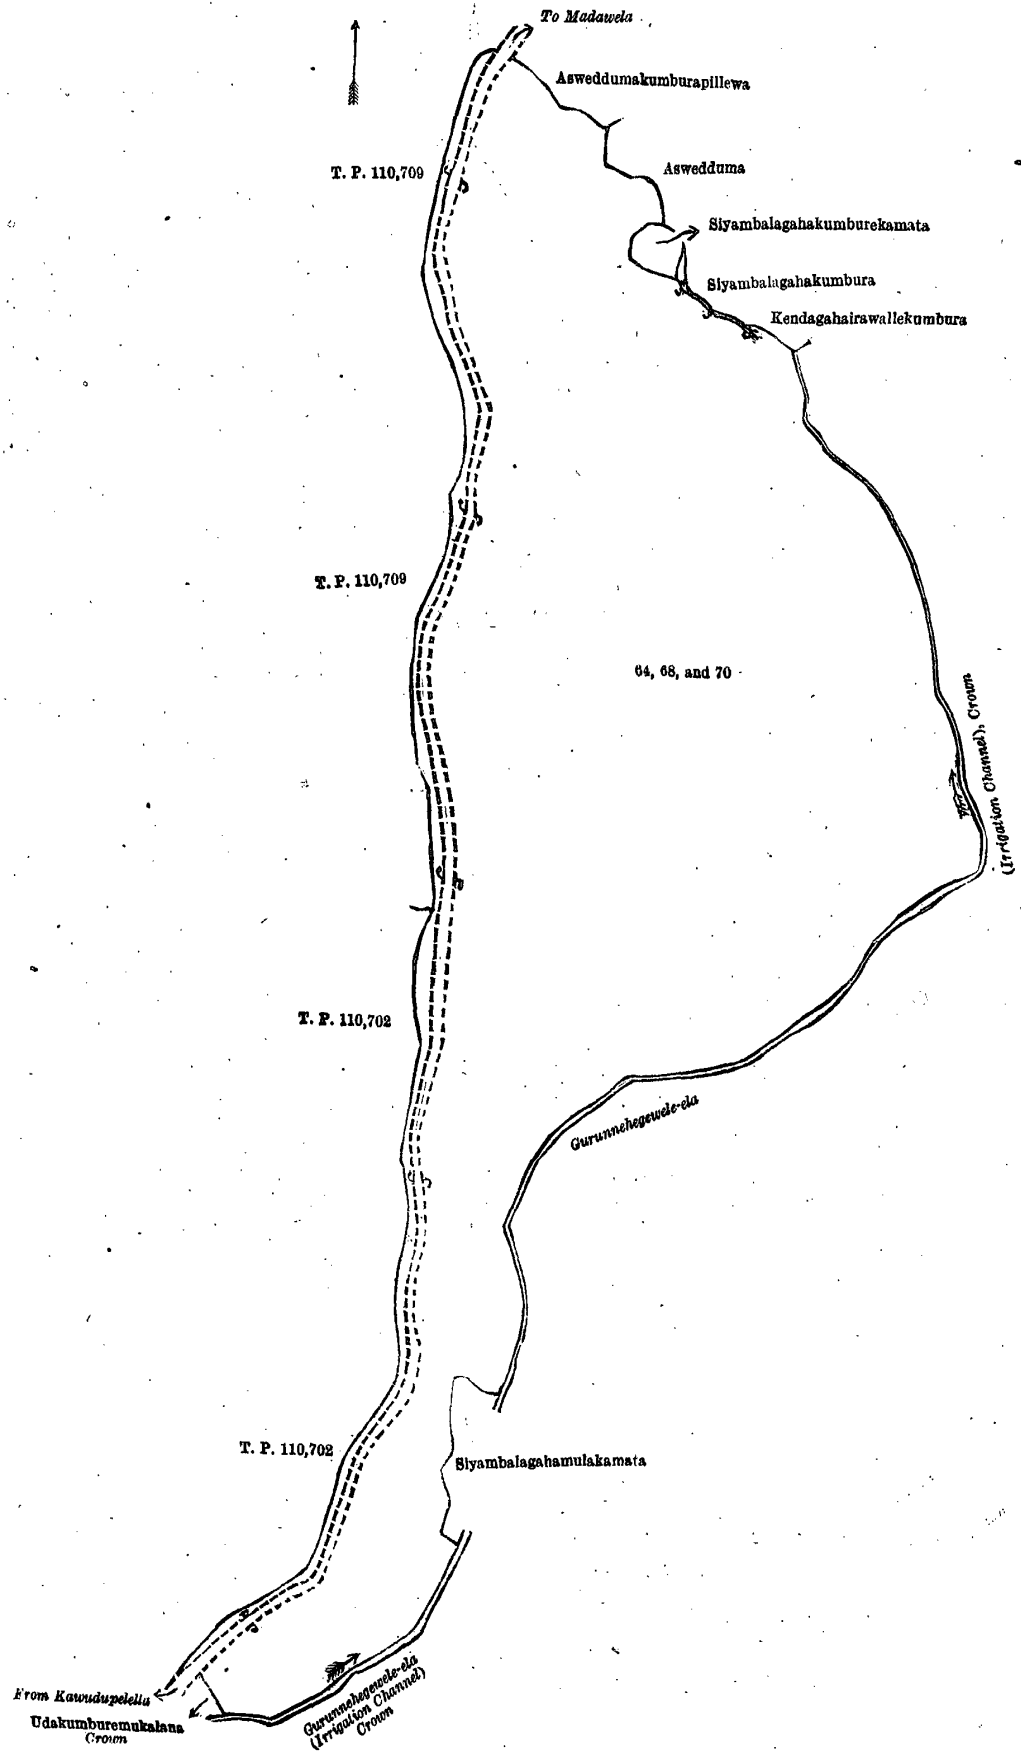 To Madawela
Asweddumakumburapillewa
T. P. 110,709
Aswedduma
Siyambalagahakumburekamata
Siyambalagahakumbura
Kendagahairawallekumbura
T. P. 110,709
64, 68, and 70
(Irrigation Channel), Crown
T. P. 110,702
Gurunnehegewele-ela
T. P. 110,702
Siyambalagahamulakamata
From Kawudupelella
Udakumburemukalana
Crown
Gurunnehegewele-ela
(Irrigation Channel)
Crown